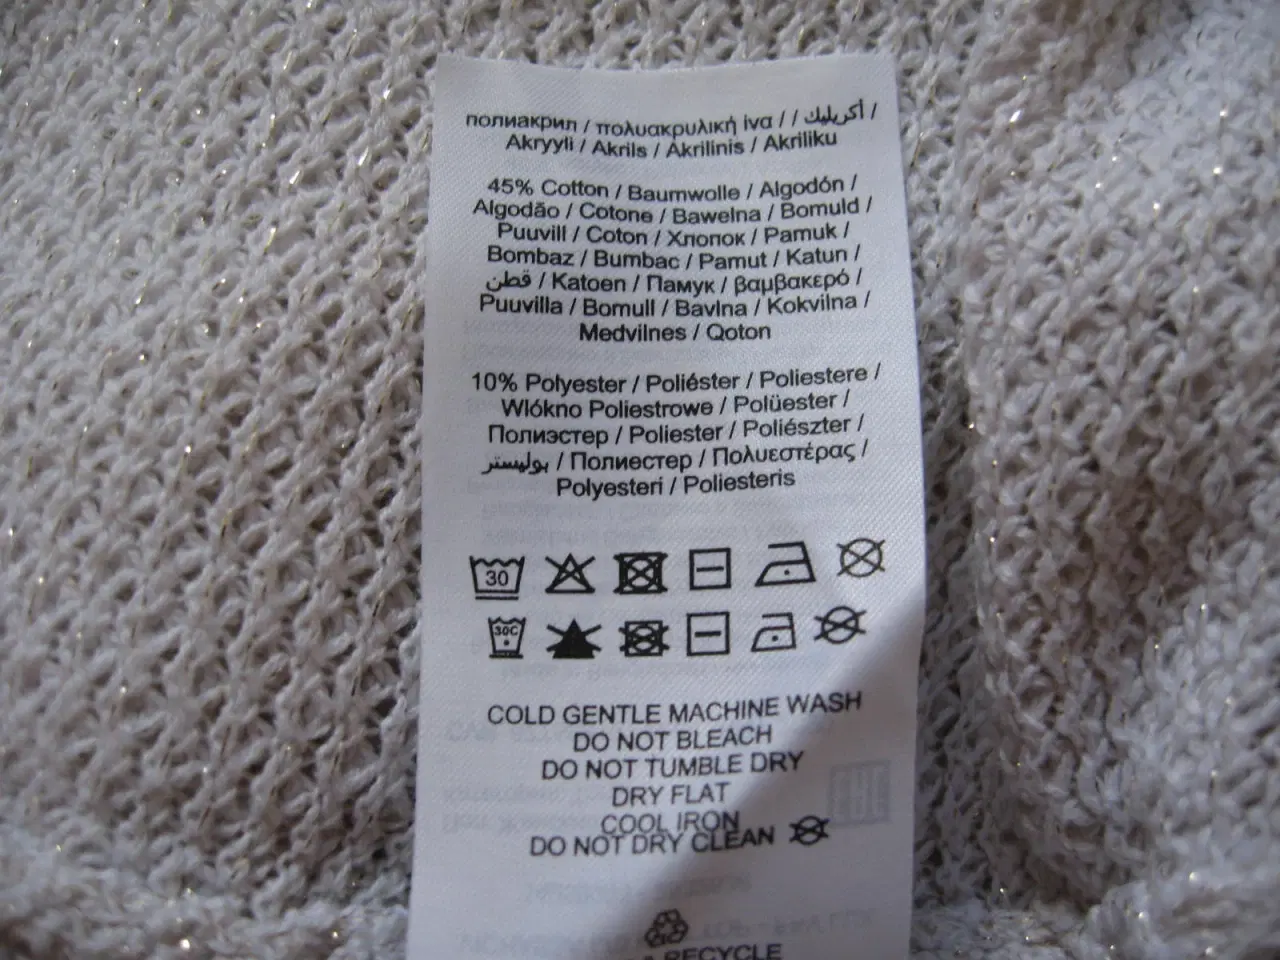 полиакрил / πολυακρυλική ίνα / / أكريليك /
Akryyli / Akrils / Akrilinis / Akriliku
45% Cotton / Baumwolle / Algodón /
Algodão / Cotone / Bawelna / Bomuld /
Puuvill / Coton / Хлопок / Pamuk /
Bombaz / Bumbac / Pamut / Katun /
قطن / Katoen / Памук / βαμβακερό /
Puuvilla / Bomull / Bavlna / Kokvilna /
Medvilnes / Qoton
10% Polyester / Poliéster / Poliestere /
Wlókno Poliestrowe / Polüester /
Полиэстер / Poliester / Poliészter /
بوليستر / Полиестер / Πολυεστέρας /
Polyesteri / Poliesteris
30
30C
COLD GENTLE MACHINE WASH
DO NOT BLEACH
DO NOT TUMBLE DRY
DRY FLAT
COOL IRON
DO NOT DRY CLEAN
RECYCLE